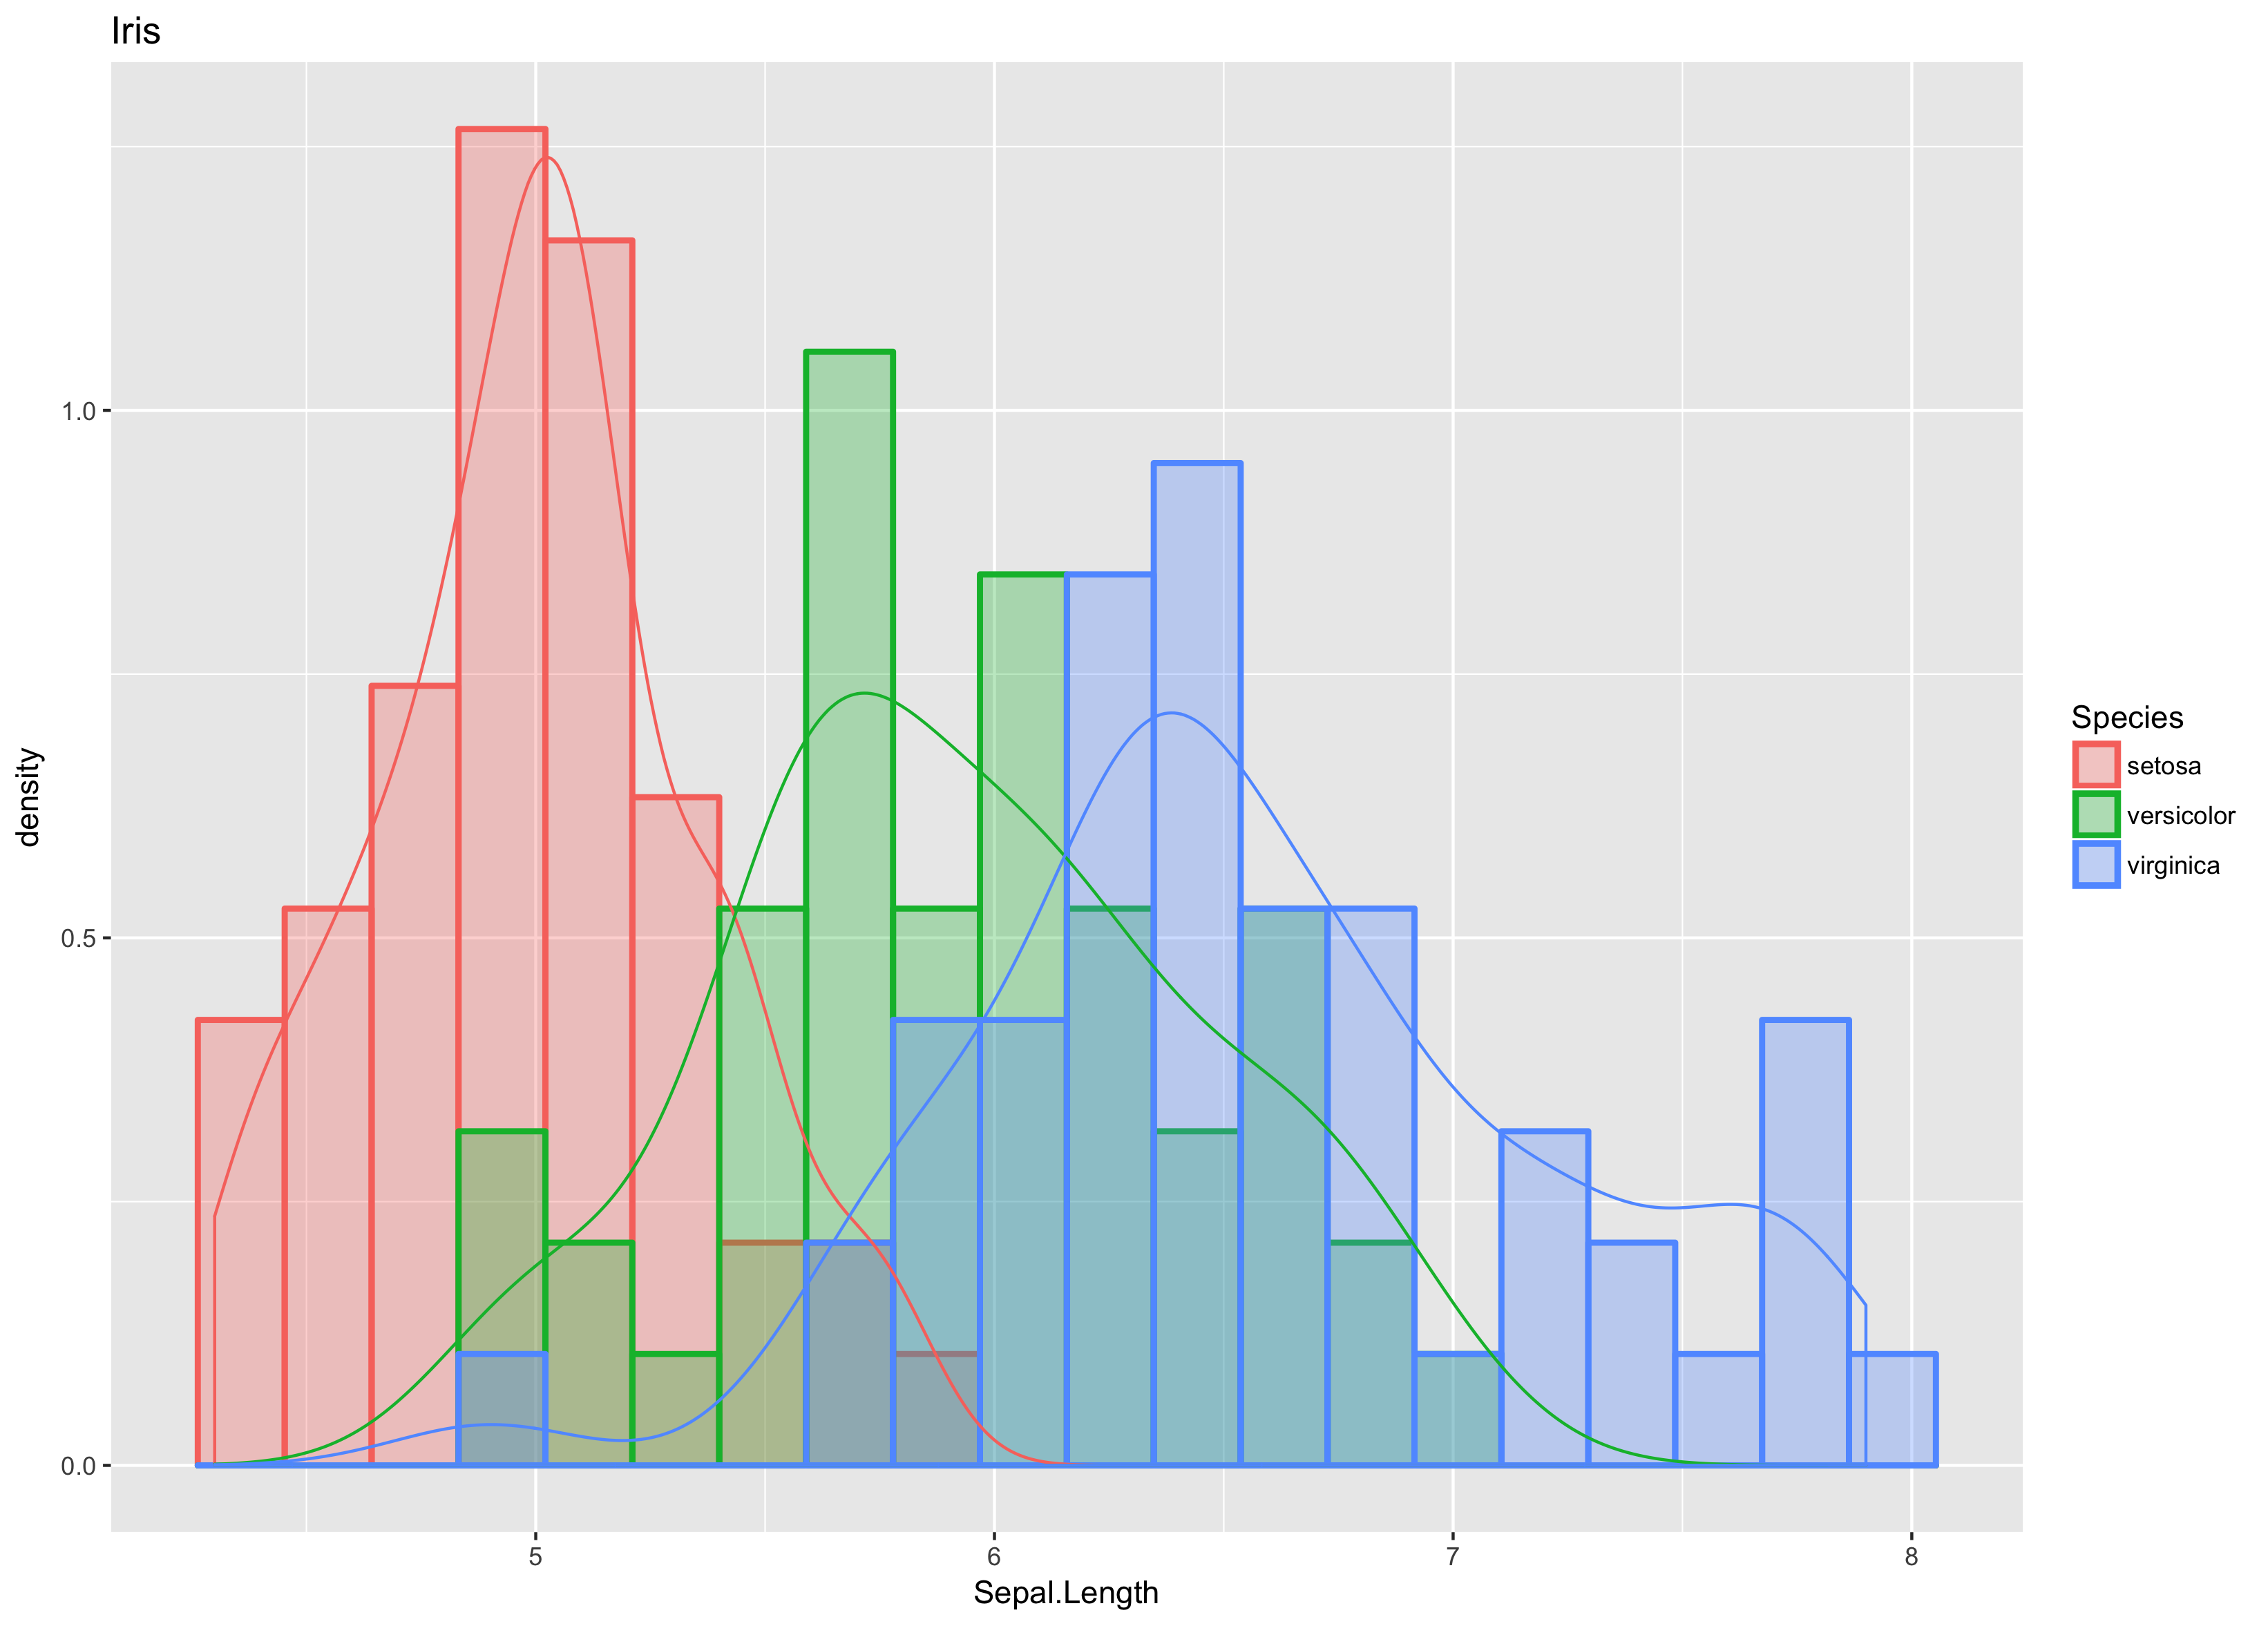 Iris
density
1.0
0.5
0.0
5
6
7
8
Sepal.Length
Species
setosa
versicolor
virginica